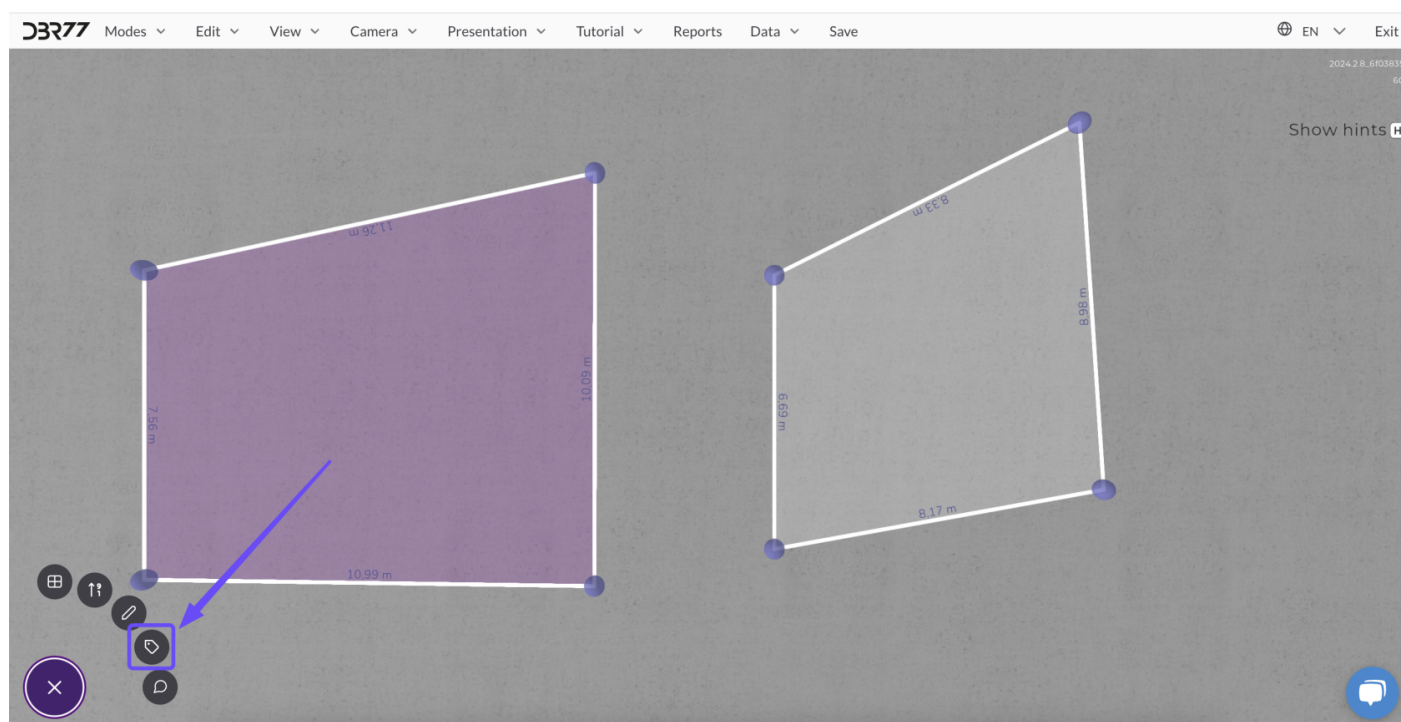 DBR77 Modes Edit View Camera Presentation Tutorial Reports Data Save EN Exit
Show hints H
11.26 m
8.33 m
7.56 m
10.09 m
8.98 m
6.69 m
10.99 m
8.17 m